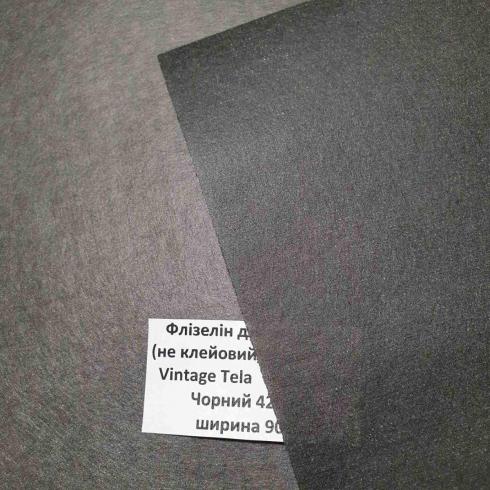 Флізелін д
(не клейовий
Vintage Tela
Чорний 42
ширина 90